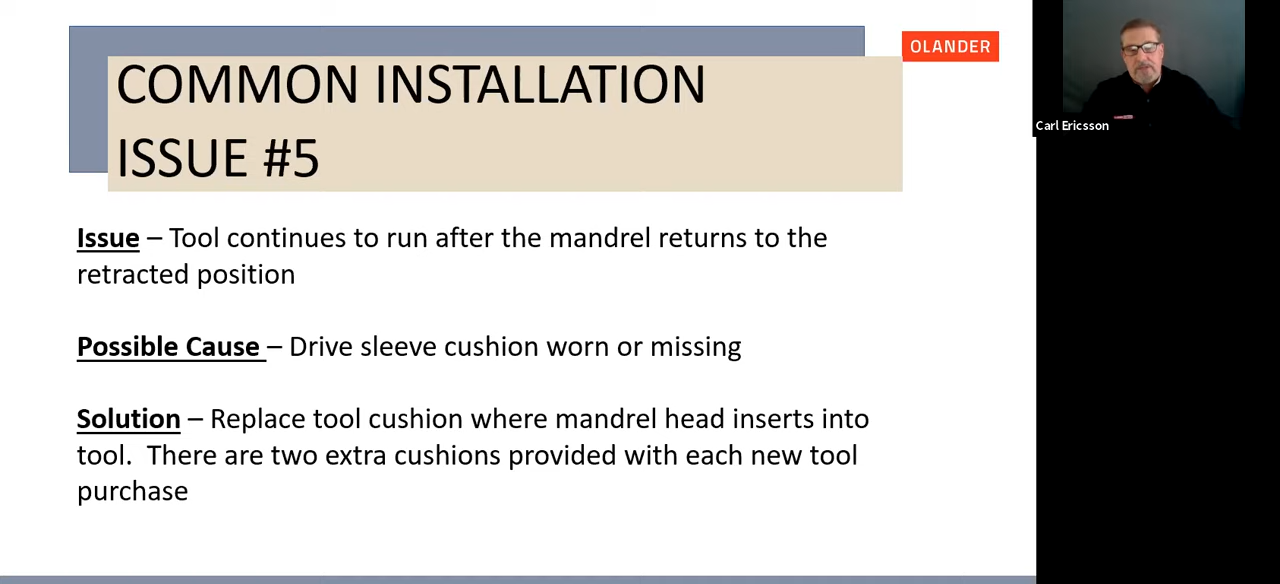 OLANDER
COMMON INSTALLATION
ISSUE #5
Carl Ericsson
Issue – Tool continues to run after the mandrel returns to the
retracted position
Possible Cause – Drive sleeve cushion worn or missing
Solution – Replace tool cushion where mandrel head inserts into
tool.  There are two extra cushions provided with each new tool
purchase